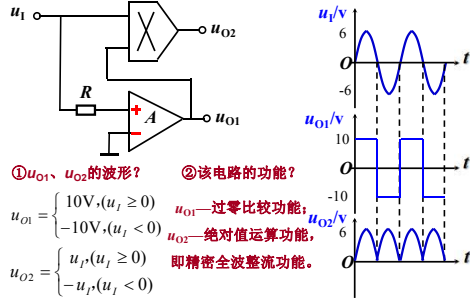 u_I
u_O2
R
+
A
−
u_O1
①u_O1、u_O2的波形？
u_O1 = { 10V,(u_I ≥ 0)
−10V,(u_I < 0)
u_O2 = { u_I,(u_I ≥ 0)
−u_I,(u_I < 0)
②该电路的功能？
u_O1—过零比较功能；
u_O2—绝对值运算功能，
即精密全波整流功能。
u_I/v
6
O
t
-6
u_O1/v
10
O
t
-10
u_O2/v
6
O
t